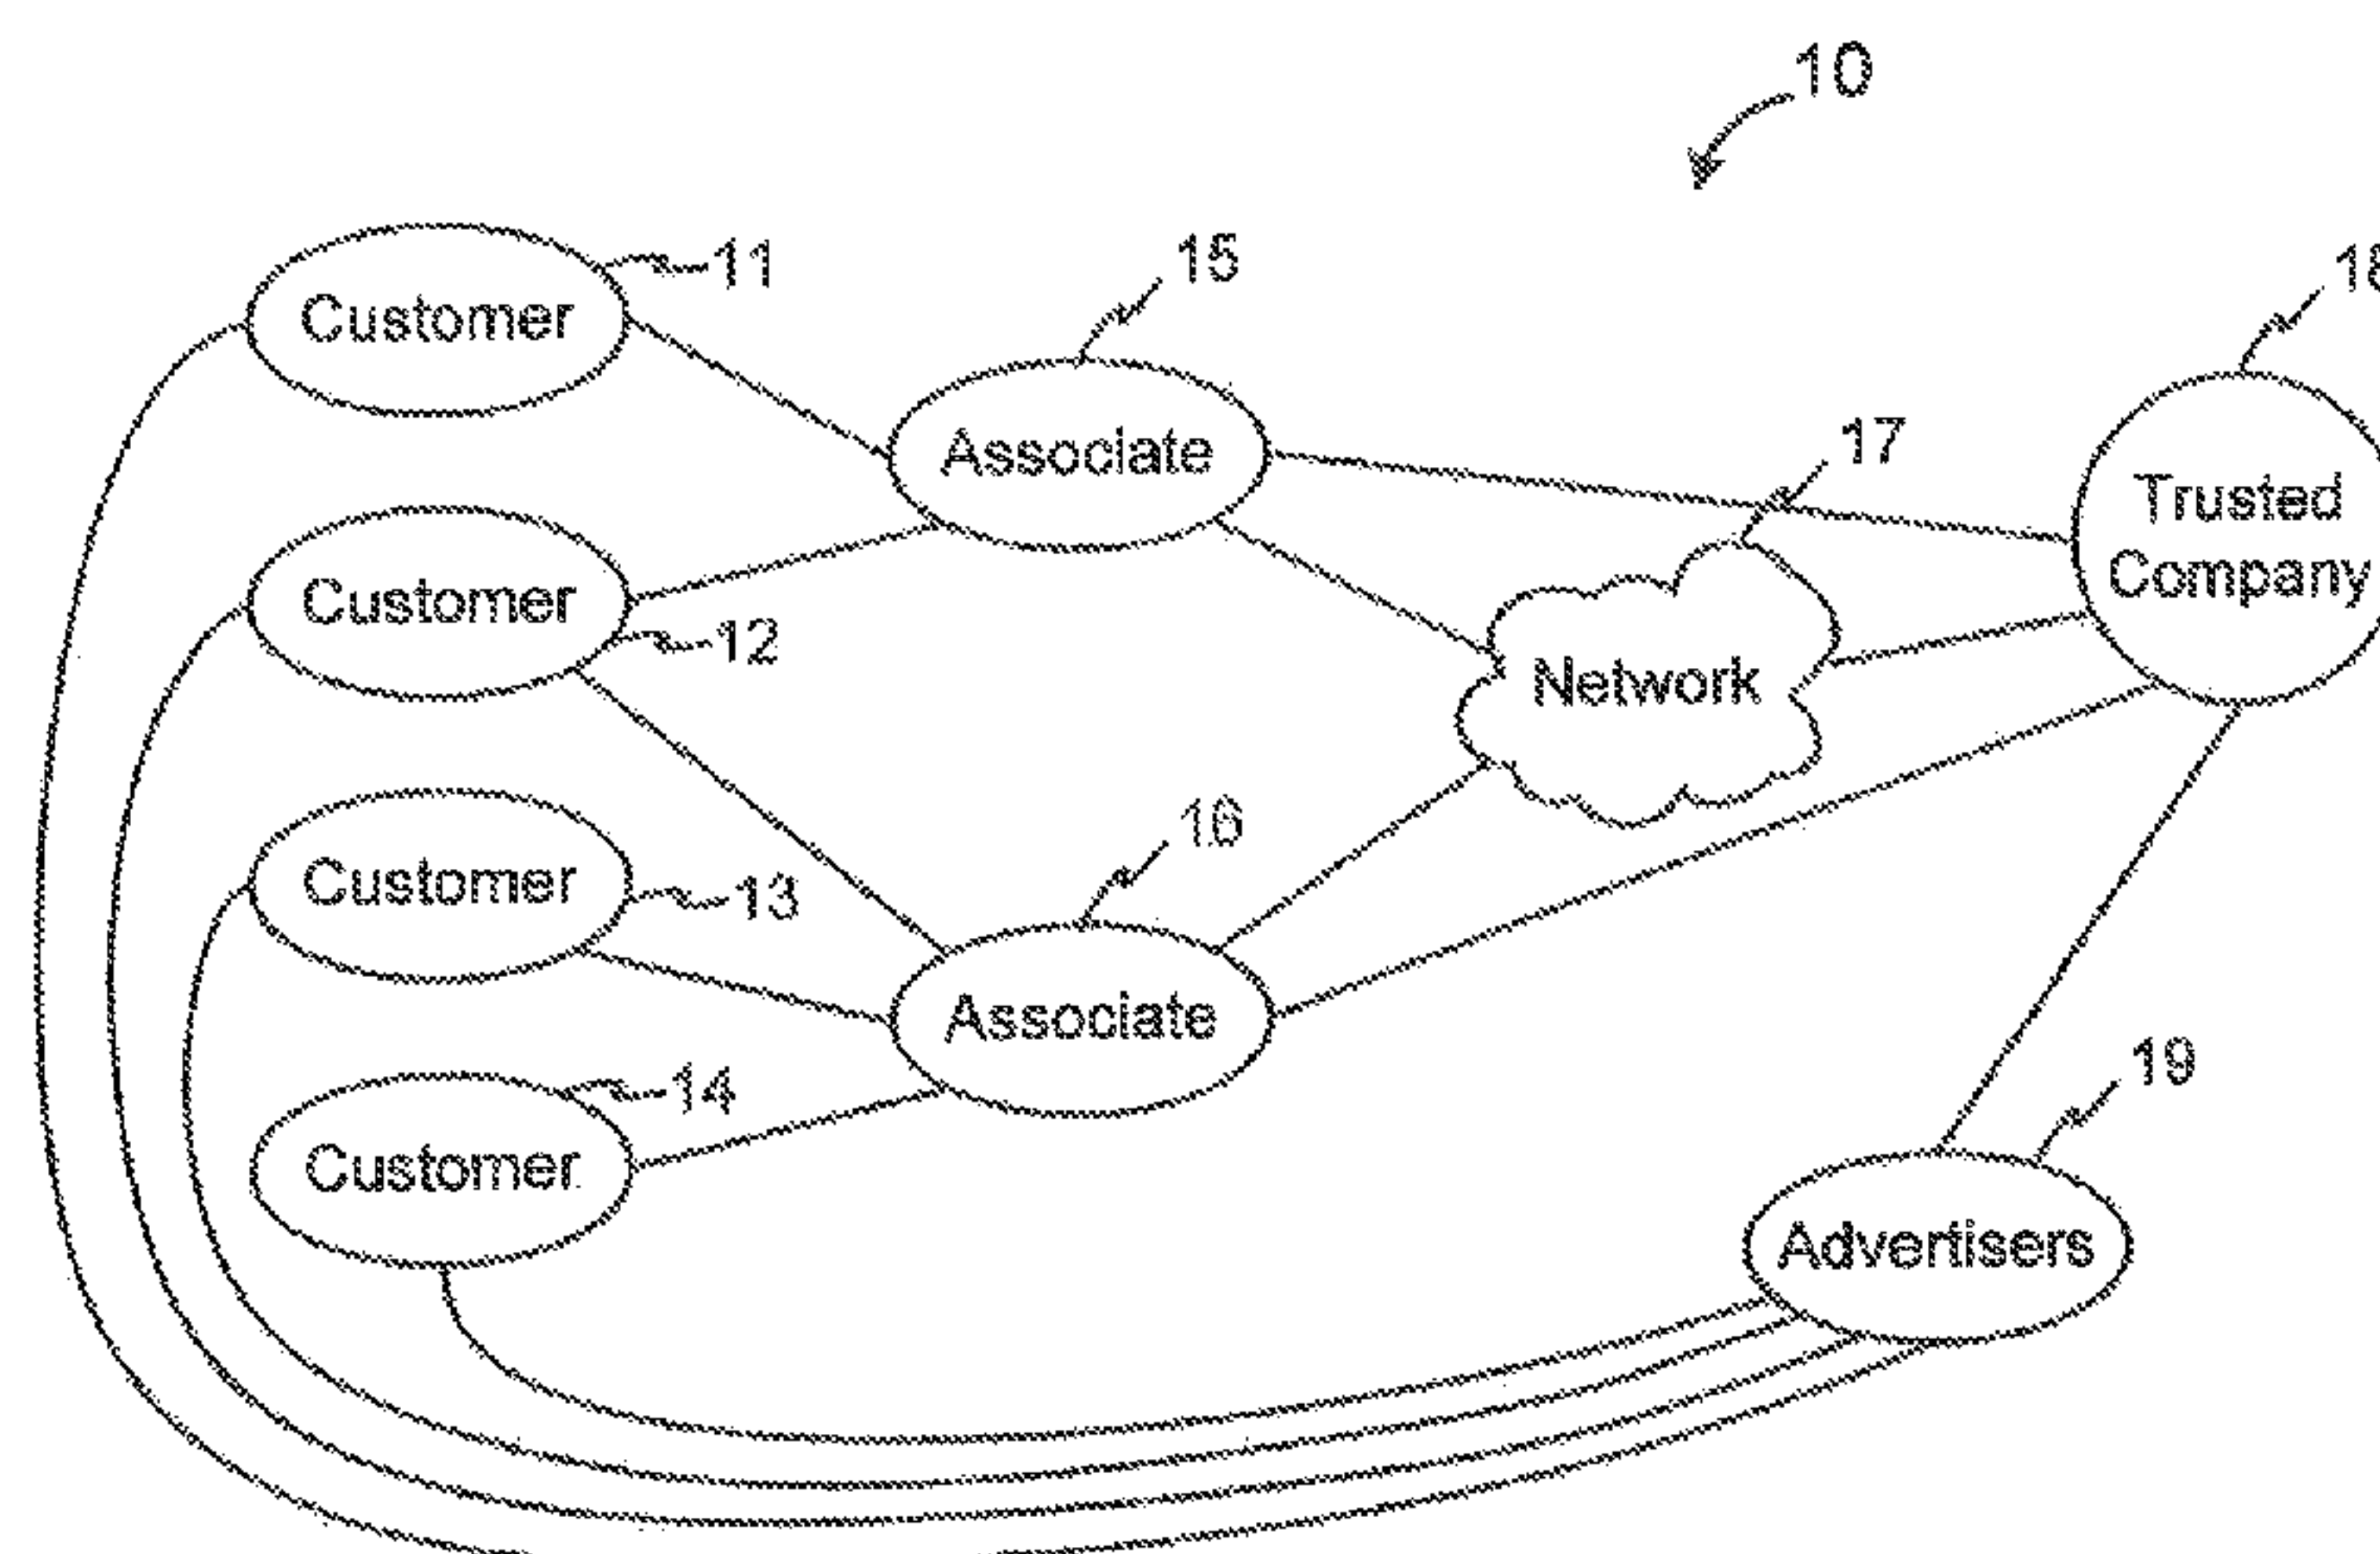 10
11
Customer
15
Associate
18
Trusted
Company
17
Customer
12
Network
Customer
13
16
Associate
14
Customer
19
Advertisers